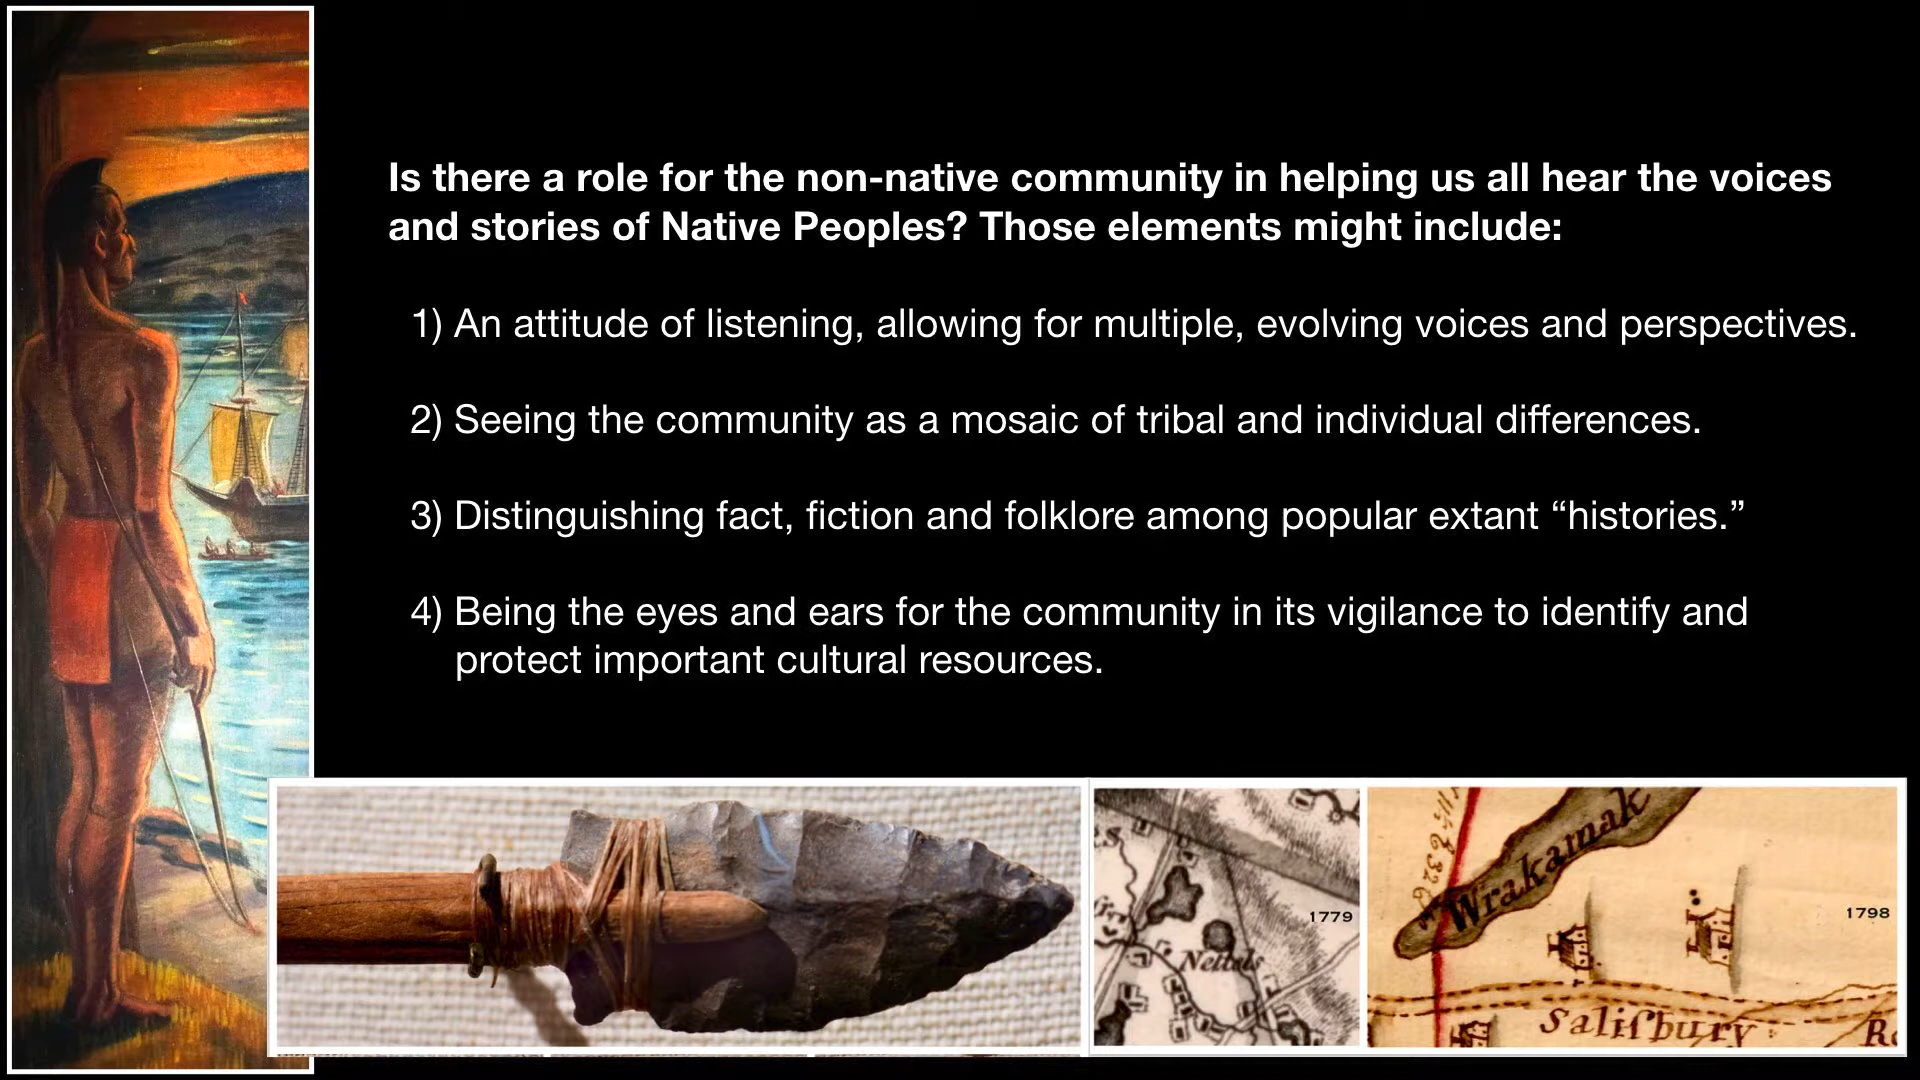 Is there a role for the non-native community in helping us all hear the voices
and stories of Native Peoples? Those elements might include:
1) An attitude of listening, allowing for multiple, evolving voices and perspectives.
2) Seeing the community as a mosaic of tribal and individual differences.
3) Distinguishing fact, fiction and folklore among popular extant “histories.”
4) Being the eyes and ears for the community in its vigilance to identify and
protect important cultural resources.
1779
Wrakamak
1798
Saliſbury